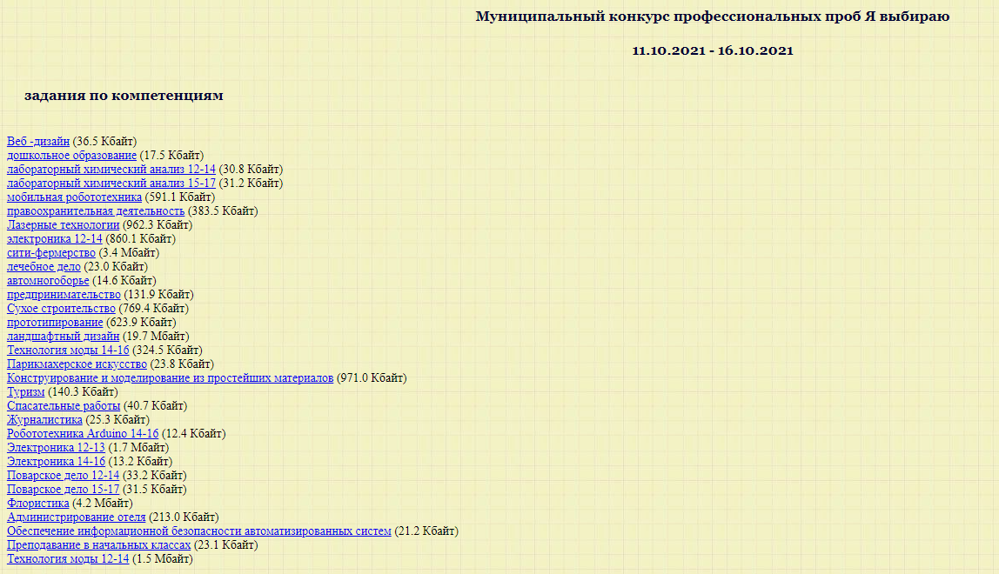 Муниципальный конкурс профессиональных проб Я выбираю
11.10.2021 - 16.10.2021
задания по компетенциям
Веб -дизайн (36.5 Кбайт)
дошкольное образование (17.5 Кбайт)
лабораторный химический анализ 12-14 (30.8 Кбайт)
лабораторный химический анализ 15-17 (31.2 Кбайт)
мобильная робототехника (591.1 Кбайт)
правоохранительная деятельность (383.5 Кбайт)
Лазерные технологии (962.3 Кбайт)
электроника 12-14 (860.1 Кбайт)
сити-фермерство (3.4 Мбайт)
лечебное дело (23.0 Кбайт)
автомногоборье (14.6 Кбайт)
предпринимательство (131.9 Кбайт)
Сухое строительство (769.4 Кбайт)
прототипирование (623.9 Кбайт)
ландшафтный дизайн (19.7 Мбайт)
Технология моды 14-16 (324.5 Кбайт)
Парикмахерское искусство (23.8 Кбайт)
Конструирование и моделирование из простейших материалов (971.0 Кбайт)
Туризм (140.3 Кбайт)
Спасательные работы (40.7 Кбайт)
Журналистика (25.3 Кбайт)
Робототехника Arduino 14-16 (12.4 Кбайт)
Электроника 12-13 (1.7 Мбайт)
Электроника 14-16 (13.2 Кбайт)
Поварское дело 12-14 (33.2 Кбайт)
Поварское дело 15-17 (31.5 Кбайт)
Флористика (4.2 Мбайт)
Администрирование отеля (213.0 Кбайт)
Обеспечение информационной безопасности автоматизированных систем (21.2 Кбайт)
Преподавание в начальных классах (23.1 Кбайт)
Технология моды 12-14 (1.5 Мбайт)